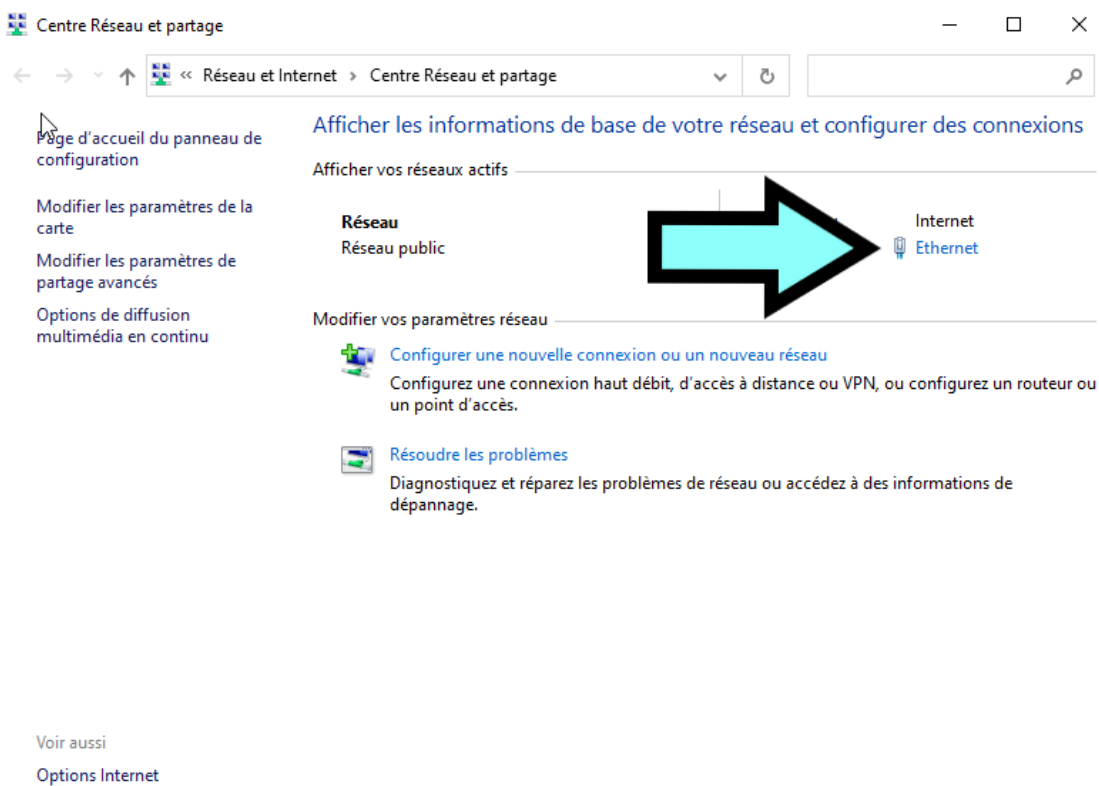 Centre Réseau et partage
« Réseau et Internet › Centre Réseau et partage
Page d'accueil du panneau de
configuration
Modifier les paramètres de la
carte
Modifier les paramètres de
partage avancés
Options de diffusion
multimédia en continu
Afficher les informations de base de votre réseau et configurer des connexions
Afficher vos réseaux actifs
Réseau
Réseau public
Internet
Ethernet
Modifier vos paramètres réseau
Configurer une nouvelle connexion ou un nouveau réseau
Configurez une connexion haut débit, d'accès à distance ou VPN, ou configurez un routeur ou
un point d'accès.
Résoudre les problèmes
Diagnostiquez et réparez les problèmes de réseau ou accédez à des informations de
dépannage.
Voir aussi
Options Internet